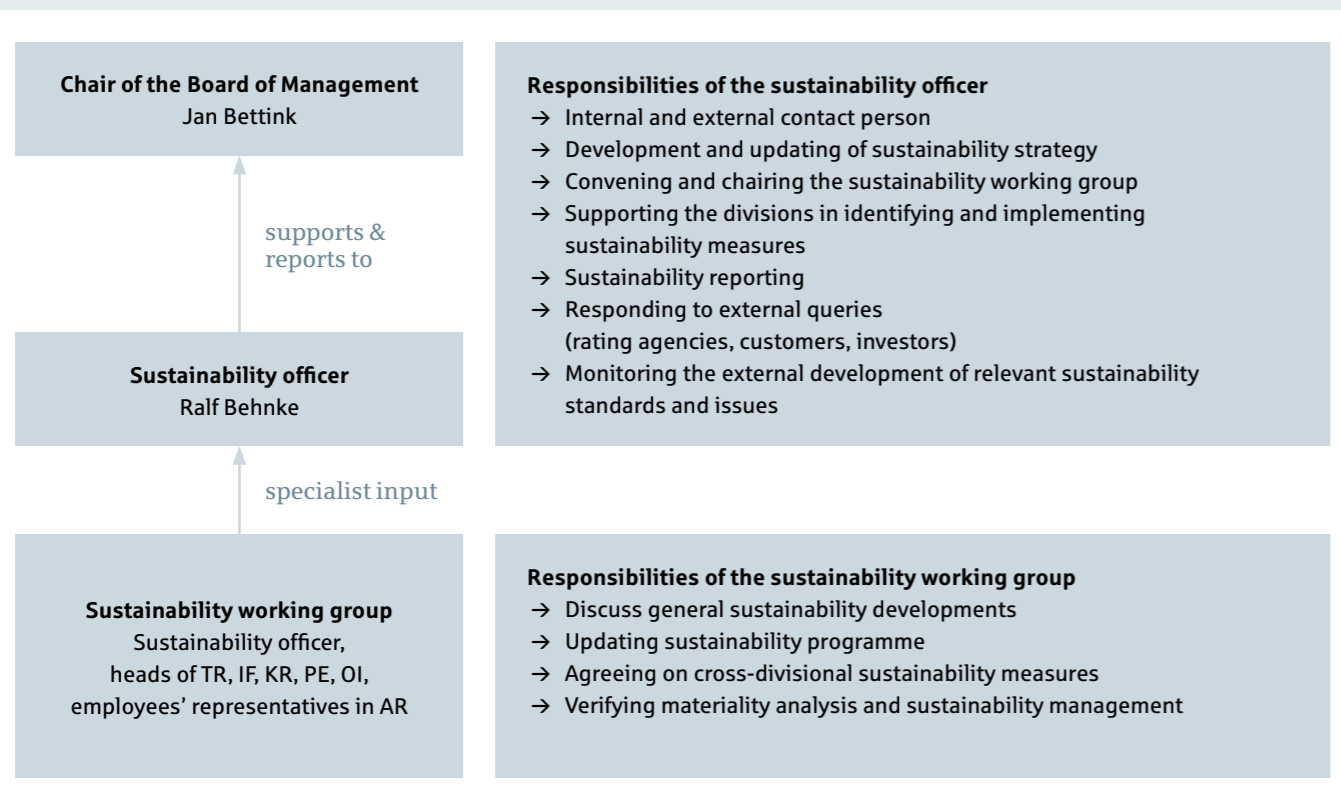 Chair of the Board of Management
Jan Bettink
supports &
reports to
Sustainability officer
Ralf Behnke
specialist input
Sustainability working group
Sustainability officer,
heads of TR, IF, KR, PE, OI,
employees’ representatives in AR
Responsibilities of the sustainability officer
→ Internal and external contact person
→ Development and updating of sustainability strategy
→ Convening and chairing the sustainability working group
→ Supporting the divisions in identifying and implementing
sustainability measures
→ Sustainability reporting
→ Responding to external queries
(rating agencies, customers, investors)
→ Monitoring the external development of relevant sustainability
standards and issues
Responsibilities of the sustainability working group
→ Discuss general sustainability developments
→ Updating sustainability programme
→ Agreeing on cross-divisional sustainability measures
→ Verifying materiality analysis and sustainability management